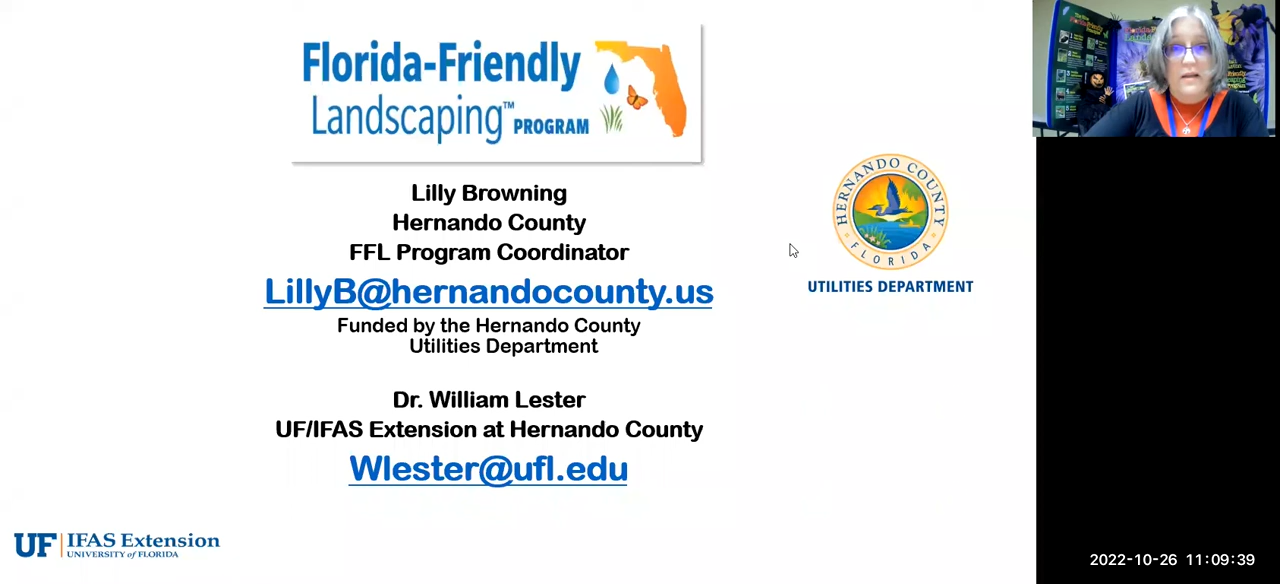 Florida-Friendly
Landscaping™ PROGRAM
Lilly Browning
Hernando County
FFL Program Coordinator
LillyB@hernandocounty.us
Funded by the Hernando County
Utilities Department
Dr. William Lester
UF/IFAS Extension at Hernando County
Wlester@ufl.edu
HERNANDO COUNTY
FLORIDA
UTILITIES DEPARTMENT
UF IFAS Extension
UNIVERSITY of FLORIDA
2022-10-26 11:09:39